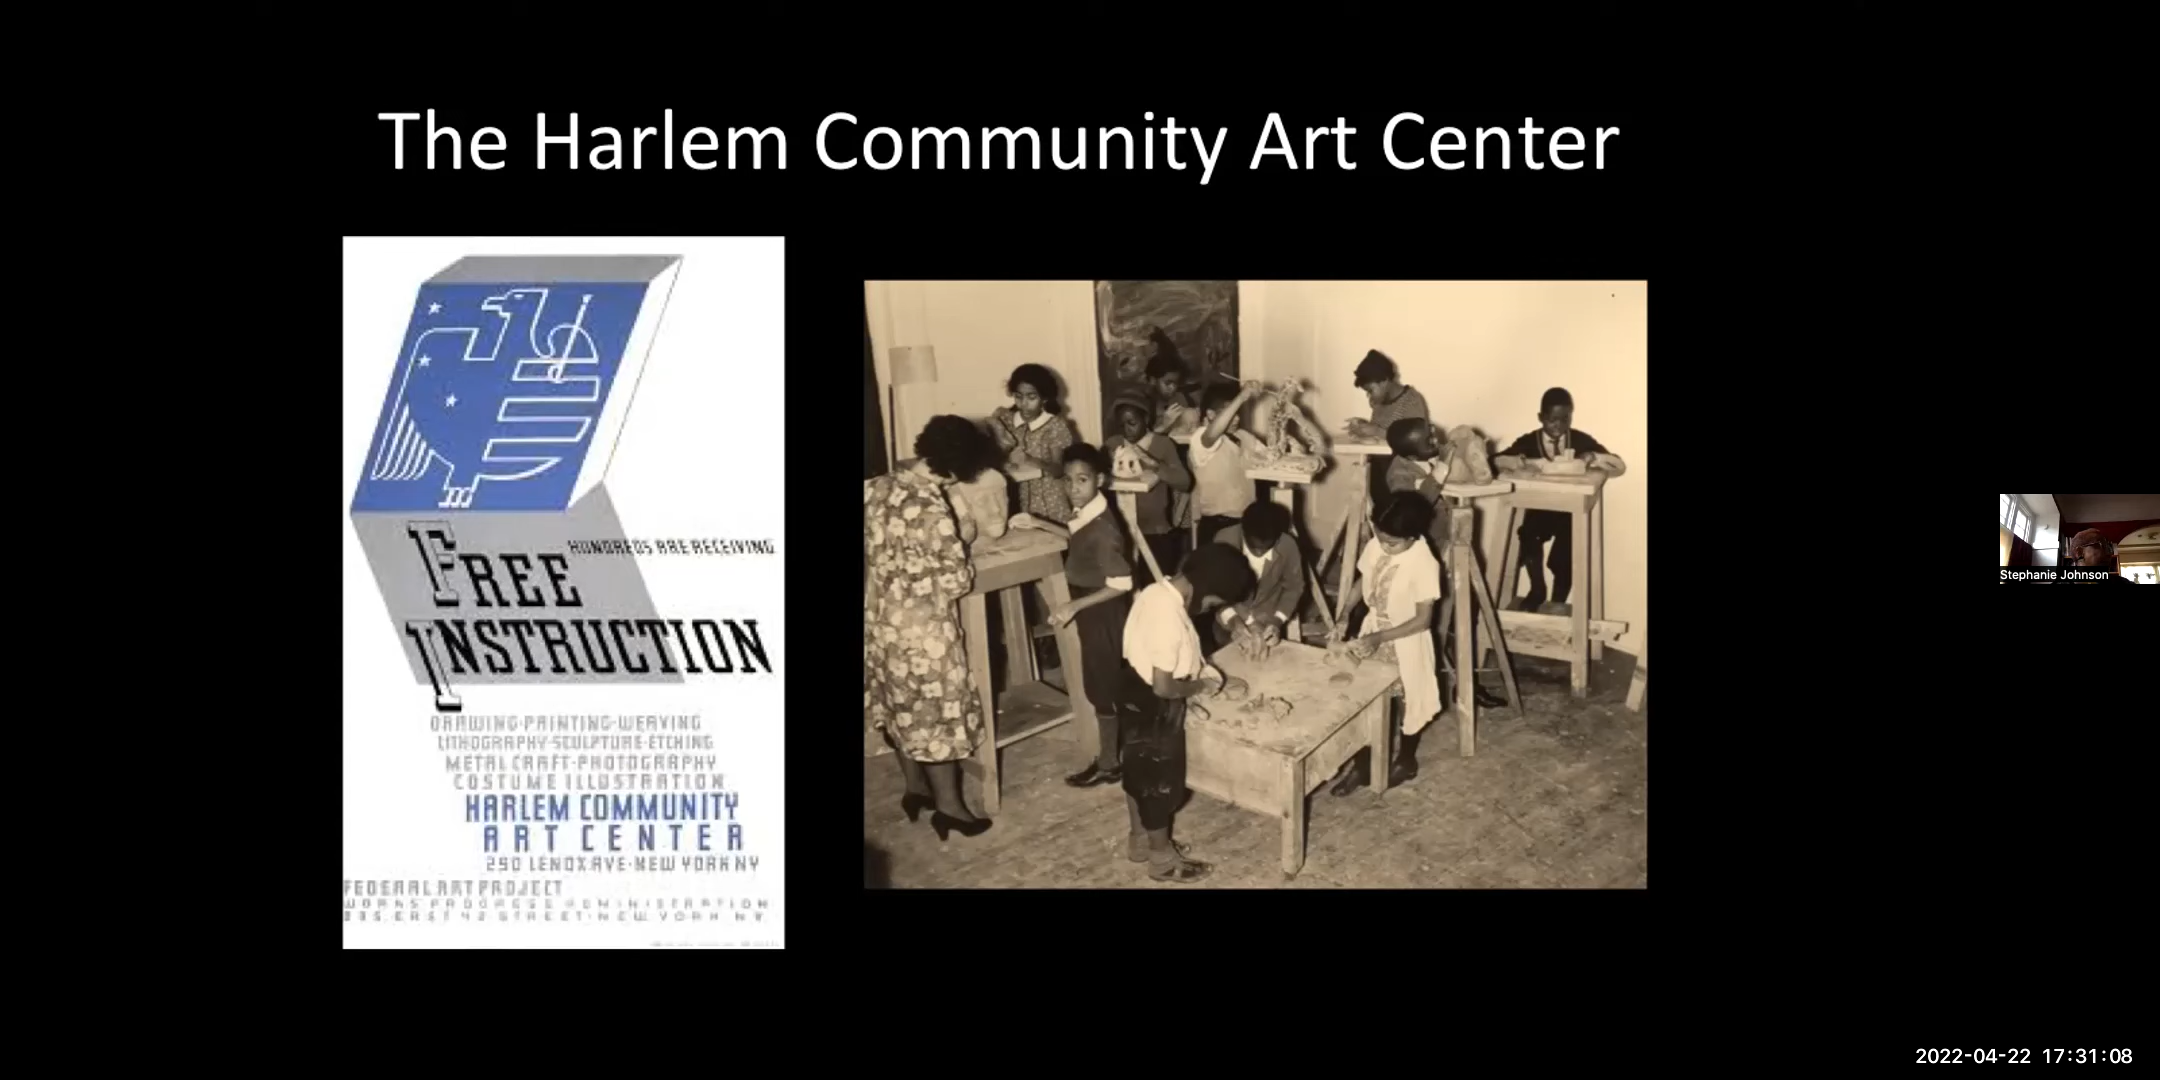 The Harlem Community Art Center
HUNDREDS ARE RECEIVING
FREE
INSTRUCTION
DRAWING·PAINTING·WEAVING
LITHOGRAPHY·SCULPTURE·ETCHING
METAL CRAFT·PHOTOGRAPHY
COSTUME ILLUSTRATION
HARLEM COMMUNITY
ART CENTER
290 LENOX AVE·NEW YORK NY
FEDERAL ART PROJECT
WORKS PROGRESS ADMINISTRATION
EAST 42 STREET·NEW YORK NY
Stephanie Johnson
2022-04-22 17:31:08